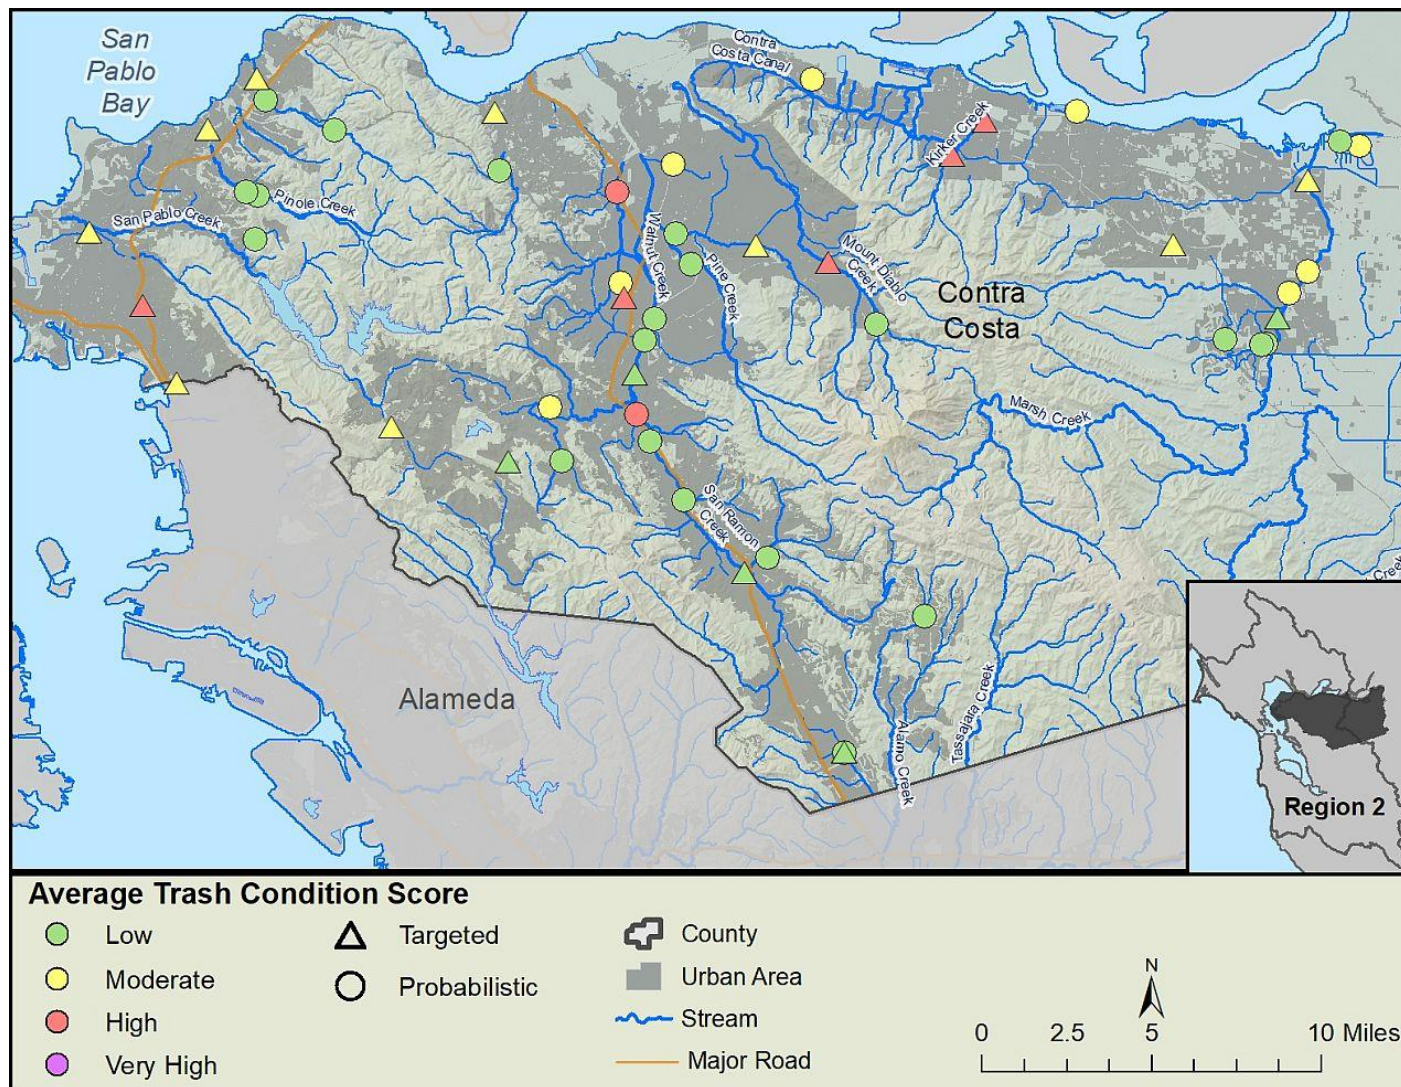 San
Pablo
Bay
Contra
Costa Canal
Kirker Creek
Pinole Creek
San Pablo Creek
Walnut Creek
Pine Creek
Mount Diablo
Creek
Contra
Costa
Marsh Creek
San Ramon
Creek
Creek
Alameda
Alamo Creek
Tassajara Creek
Region 2
Average Trash Condition Score
Low
Moderate
High
Very High
Targeted
Probabilistic
County
Urban Area
Stream
Major Road
N
0 2.5 5 10 Miles